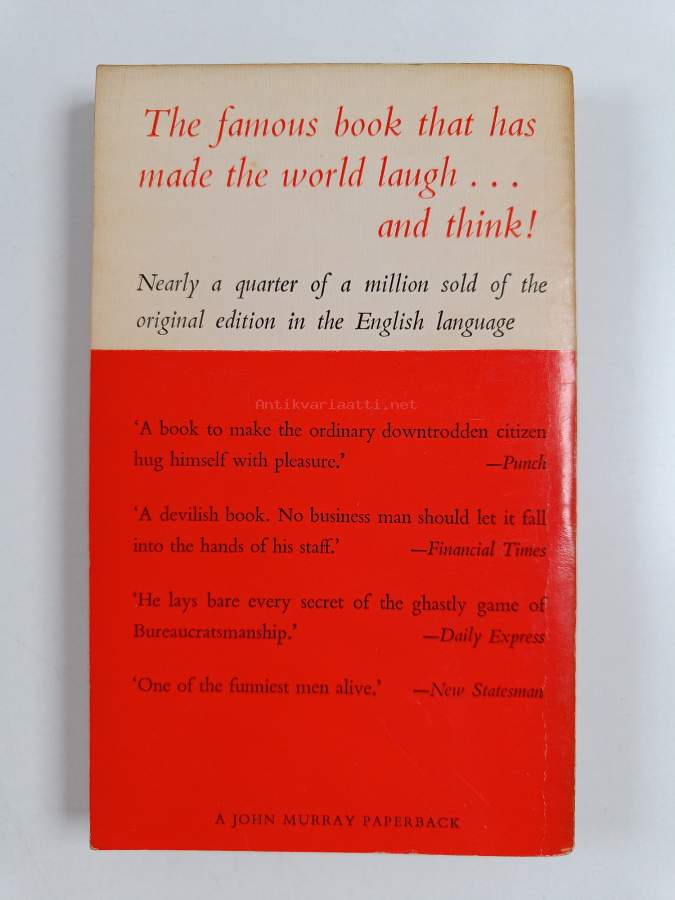 The famous book that has
made the world laugh . . .
and think!
Nearly a quarter of a million sold of the
original edition in the English language
Antikvariaatti.net
‘A book to make the ordinary downtrodden citizen
hug himself with pleasure.’ —Punch
‘A devilish book. No business man should let it fall
into the hands of his staff.’ —Financial Times
‘He lays bare every secret of the ghastly game of
Bureaucratsmanship.’ —Daily Express
‘One of the funniest men alive.’ —New Statesman
A JOHN MURRAY PAPERBACK